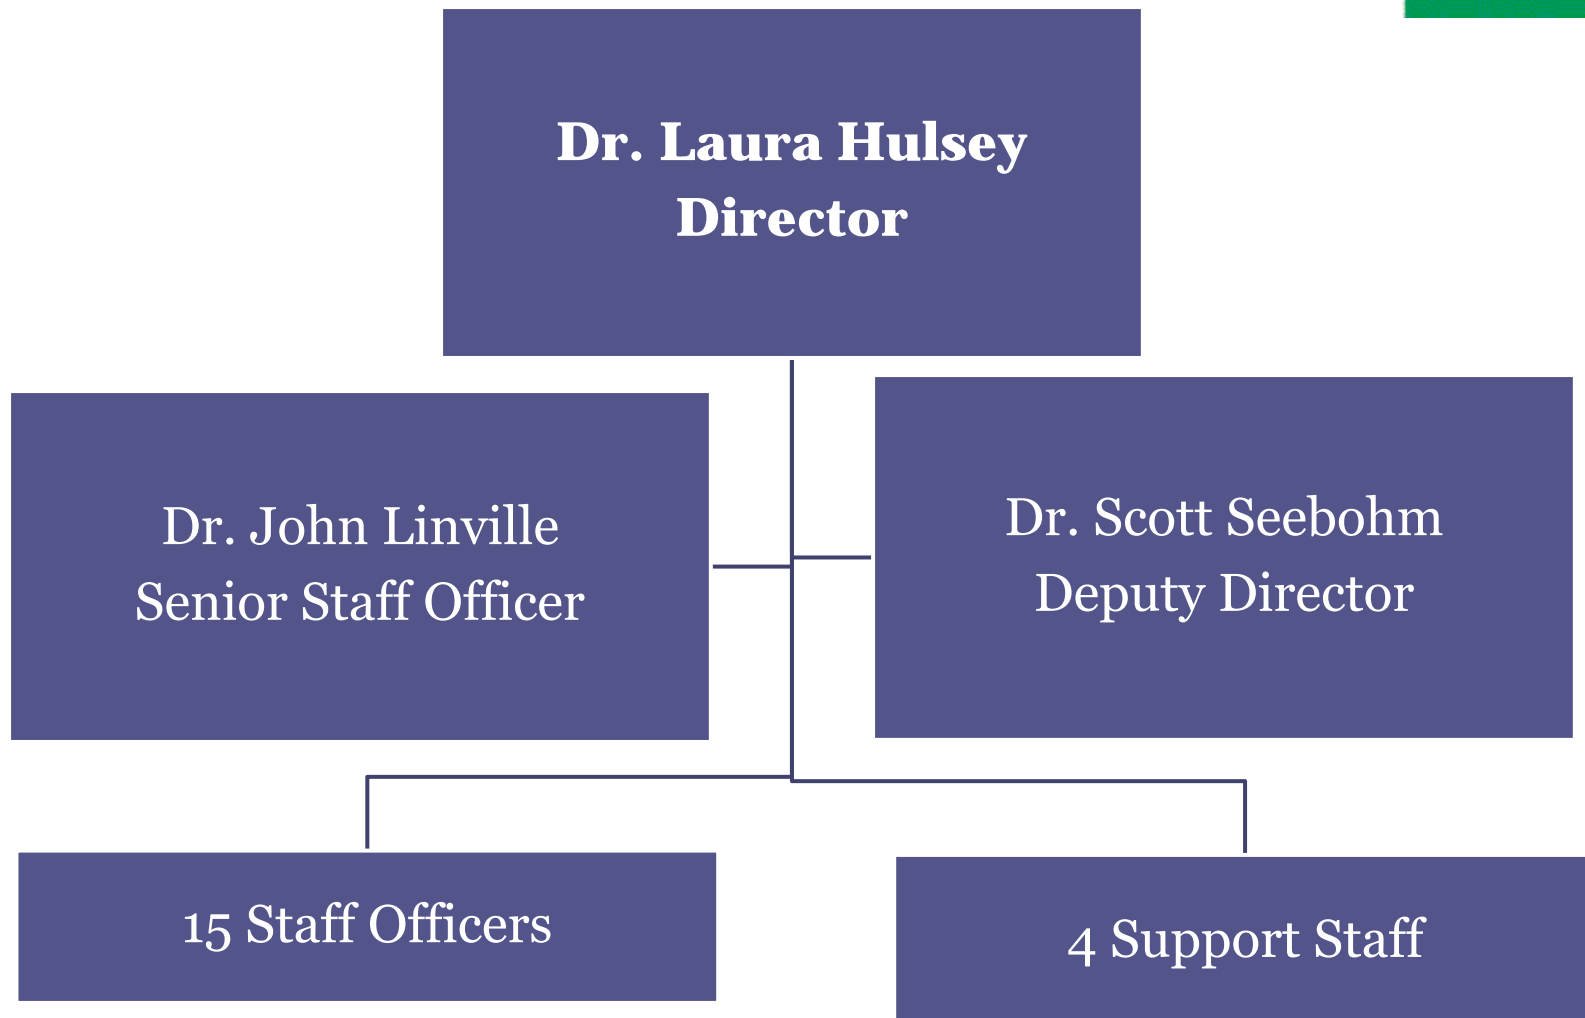 Dr. Laura Hulsey
Director
Dr. John Linville
Senior Staff Officer
Dr. Scott Seebohm
Deputy Director
15 Staff Officers
4 Support Staff